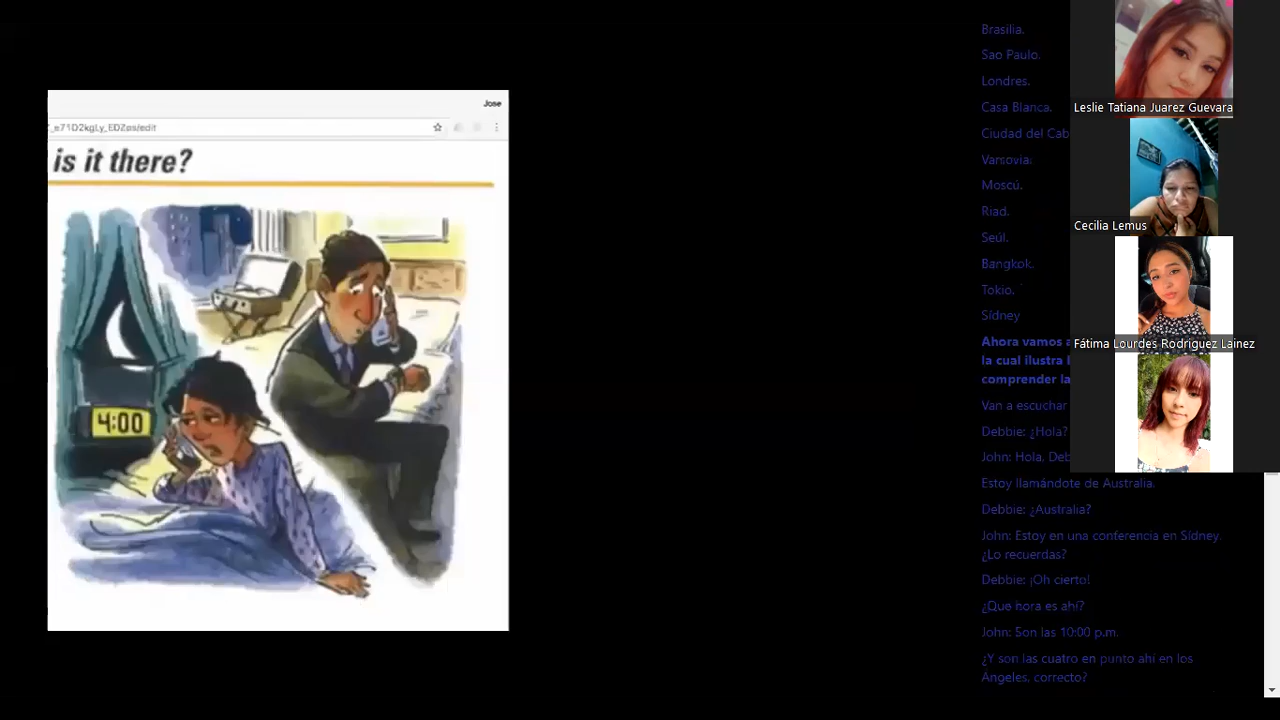 Jose
_e71D2kgLy_EDZas/edit
is it there?
4:00
Brasilia.
Sao Paulo.
Londres.
Casa Blanca.
Ciudad del Cab
Varsovia.
Moscú.
Riad.
Seúl.
Bangkok.
Tokio.
Sídney
Ahora vamos a
la cual ilustra
comprender la
Van a escuchar
Debbie: ¿Hola?
John: Hola, Deb
Estoy llamándote de Australia.
Debbie: ¿Australia?
John: Estoy en una conferencia en Sídney.
¿Lo recuerdas?
Debbie: ¡Oh cierto!
¿Que hora es ahí?
John: Son las 10:00 p.m.
¿Y son las cuatro en punto ahí en los
Ángeles, correcto?
Leslie Tatiana Juarez Guevara
Cecilia Lemus
Fátima Lourdes Rodriguez Lainez